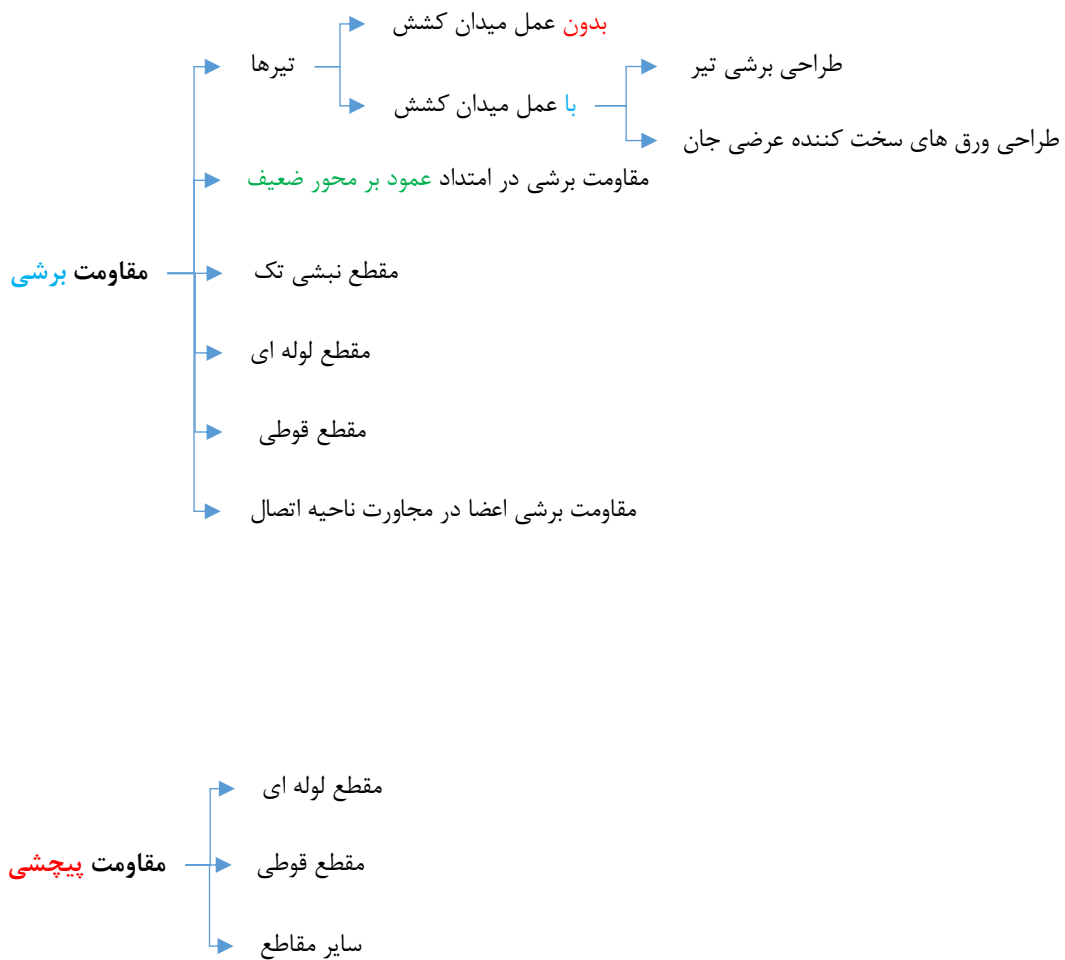 بدون عمل میدان کشش
تیرها
طراحی برشی تیر
با عمل میدان کشش
طراحی ورق های سخت کننده عرضی جان
مقاومت برشی در امتداد عمود بر محور ضعیف
مقاومت برشی
مقطع نبشی تک
مقطع لوله ای
مقطع قوطی
مقاومت برشی اعضا در مجاورت ناحیه اتصال
مقطع لوله ای
مقاومت پیچشی
مقطع قوطی
سایر مقاطع